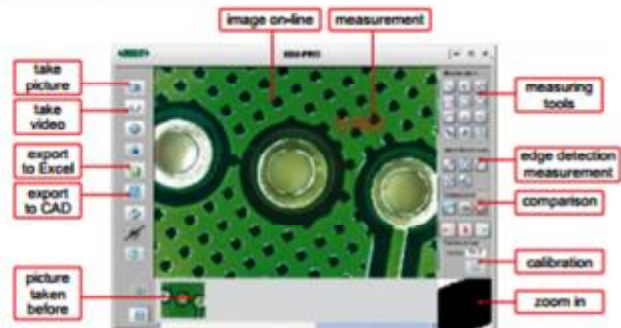 image on-line
measurement
take
picture
take
video
export
to Excel
export
to CAD
picture
taken
before
measuring
tools
edge detection
measurement
comparison
calibration
zoom in